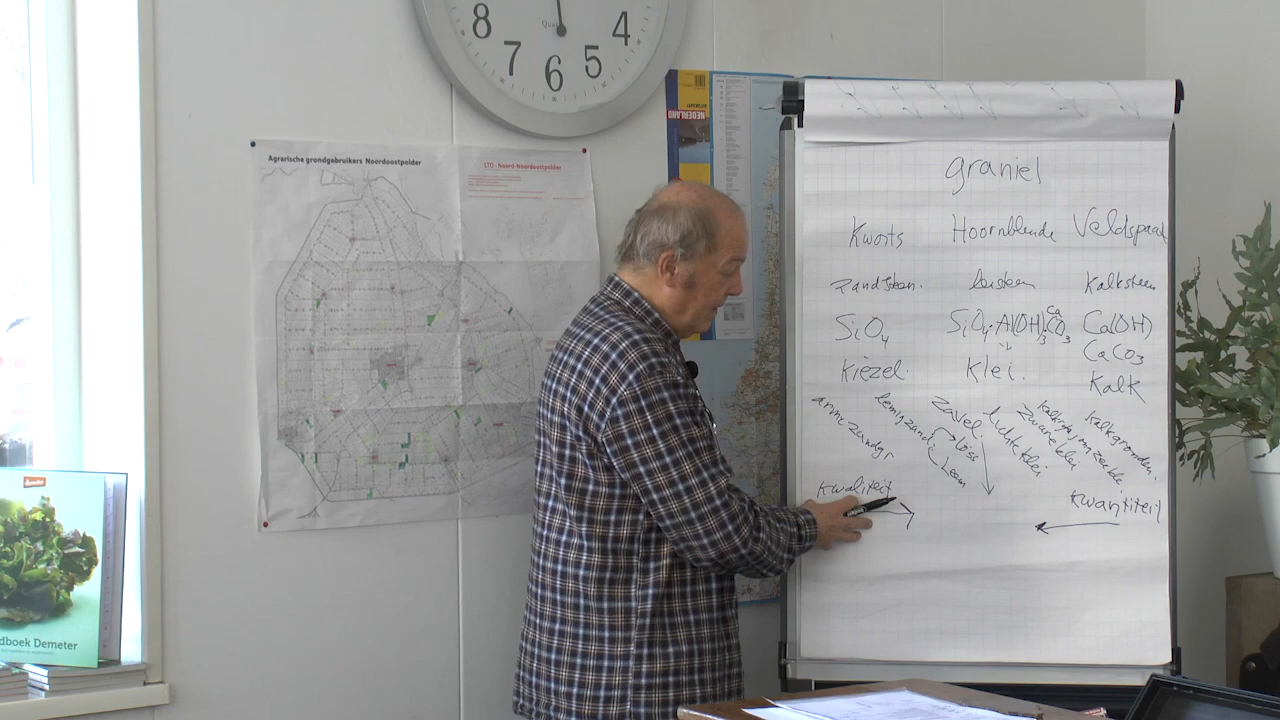 8
7
6
5
4
Agrarische grondgebruikers Noordoostpolder
LTO - Noord-Noordoostpolder
NEDERLAND
graniel
Kwarts Hoornblende Veldspaat
zandsteen. leisteen Kalksteen
SiO4 SiO4·Al(OH)3 CaCO3 Ca(OH)
CaCO3
Kiezel. Klei. Kalk
arme zandgr
lemig zand
zavel.
löss
Leem
lichte klei
zware klei
kalkgronden.
Kwaliteit
Kwantiteit
demeter
dboek Demeter